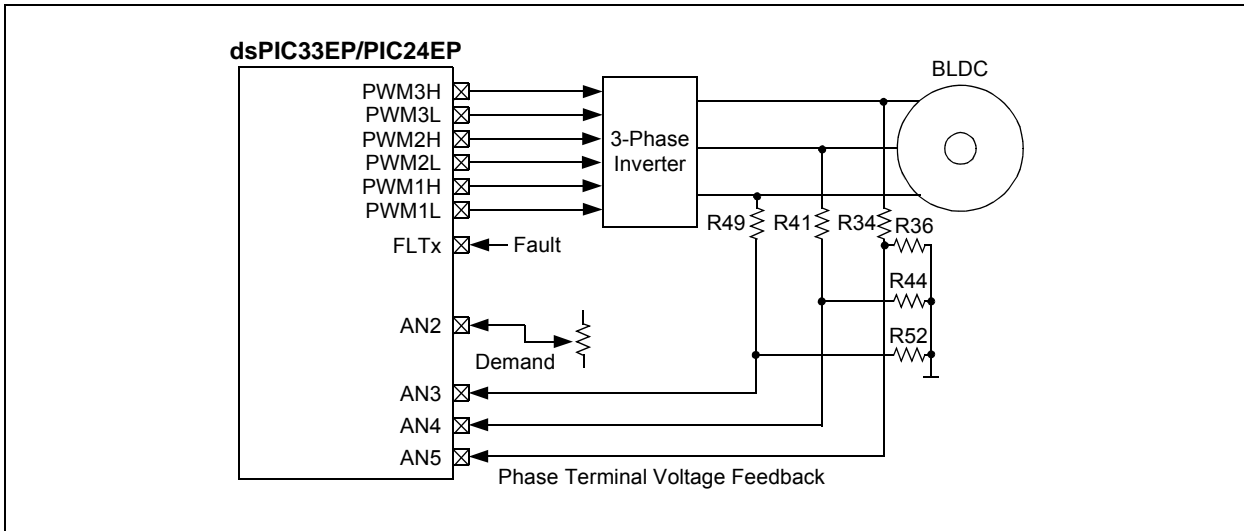 dsPIC33EP/PIC24EP
BLDC
PWM3H
PWM3L
PWM2H
PWM2L
PWM1H
PWM1L
3-Phase
Inverter
R49
R41
R34
R36
FLTx
Fault
R44
AN2
R52
Demand
AN3
AN4
AN5
Phase Terminal Voltage Feedback